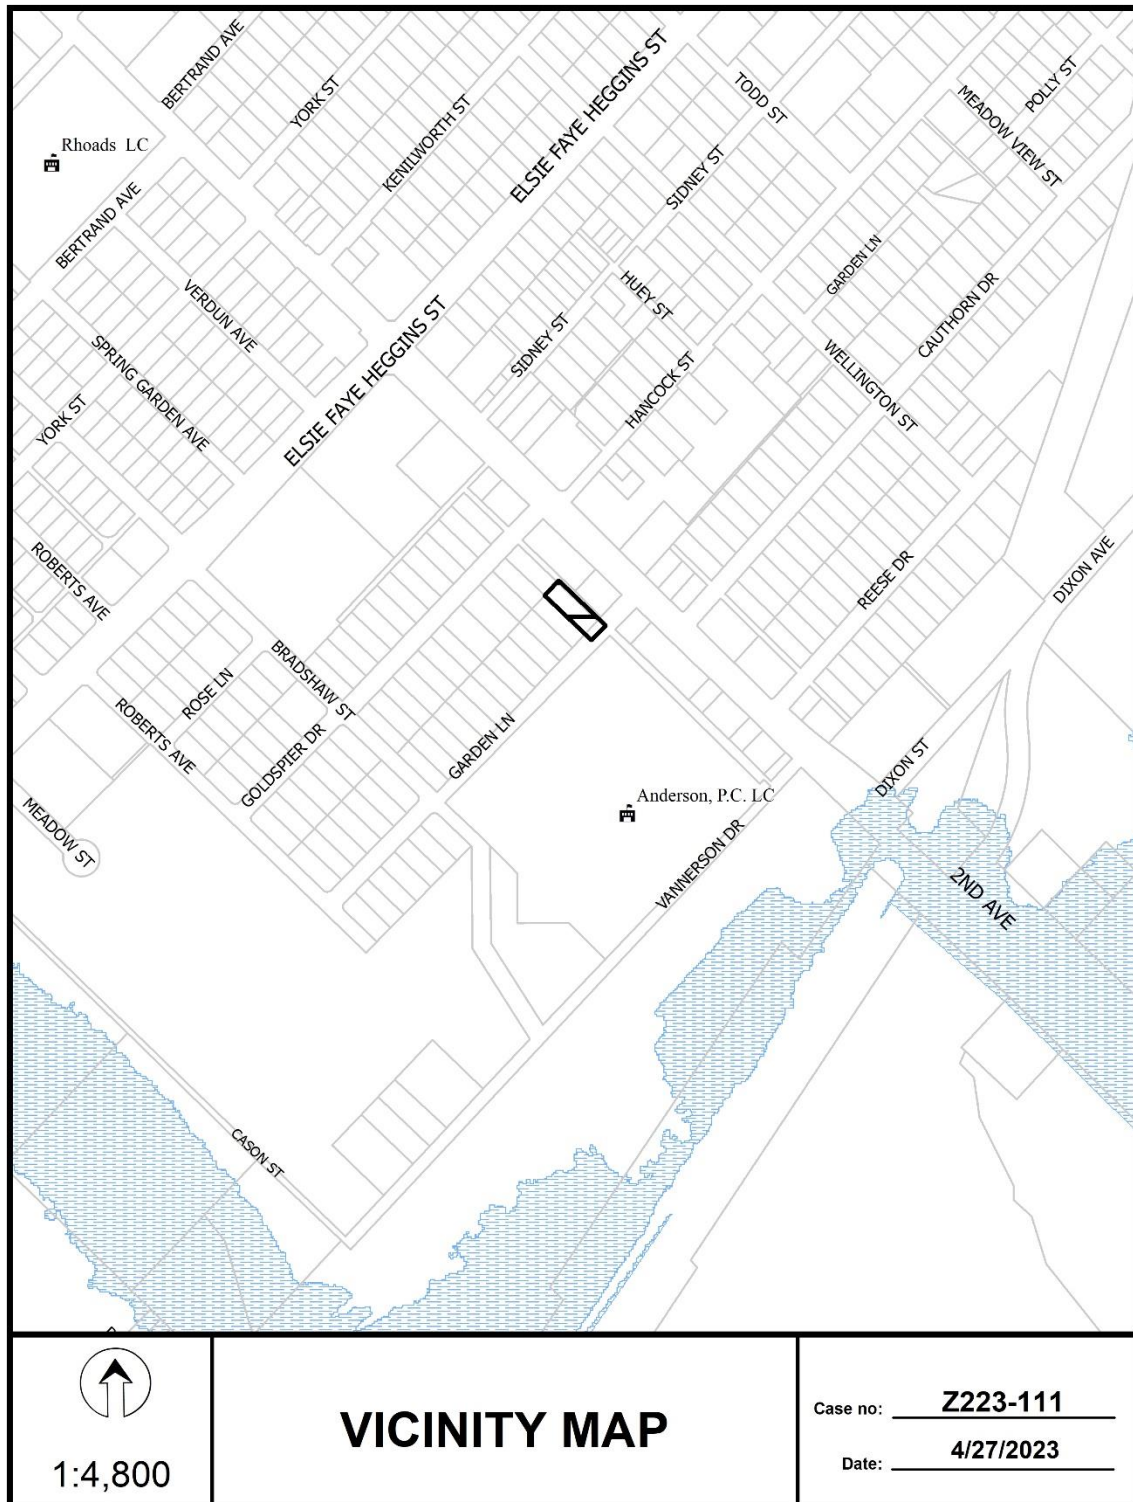 BERTRAND AVE
YORK ST
KENILWORTH ST
ELSIE FAYE HEGGINS ST
TODD ST
POLLY ST
MEADOW VIEW ST
Rhoads LC
SIDNEY ST
BERTRAND AVE
GARDEN LN
VERDUN AVE
HUEY ST
CAUTHORN DR
SPRING GARDEN AVE
ELSIE FAYE HEGGINS ST
SIDNEY ST
HANCOCK ST
WELLINGTON ST
YORK ST
ROBERTS AVE
REESE DR
DIXON AVE
BRADSHAW ST
ROSE LN
ROBERTS AVE
GOLDSPIER DR
GARDEN LN
DIXON ST
Anderson, P.C. LC
MEADOW ST
VANNERSON DR
2ND AVE
CASON ST
1:4,800
VICINITY MAP
Case no: Z223-111
Date: 4/27/2023